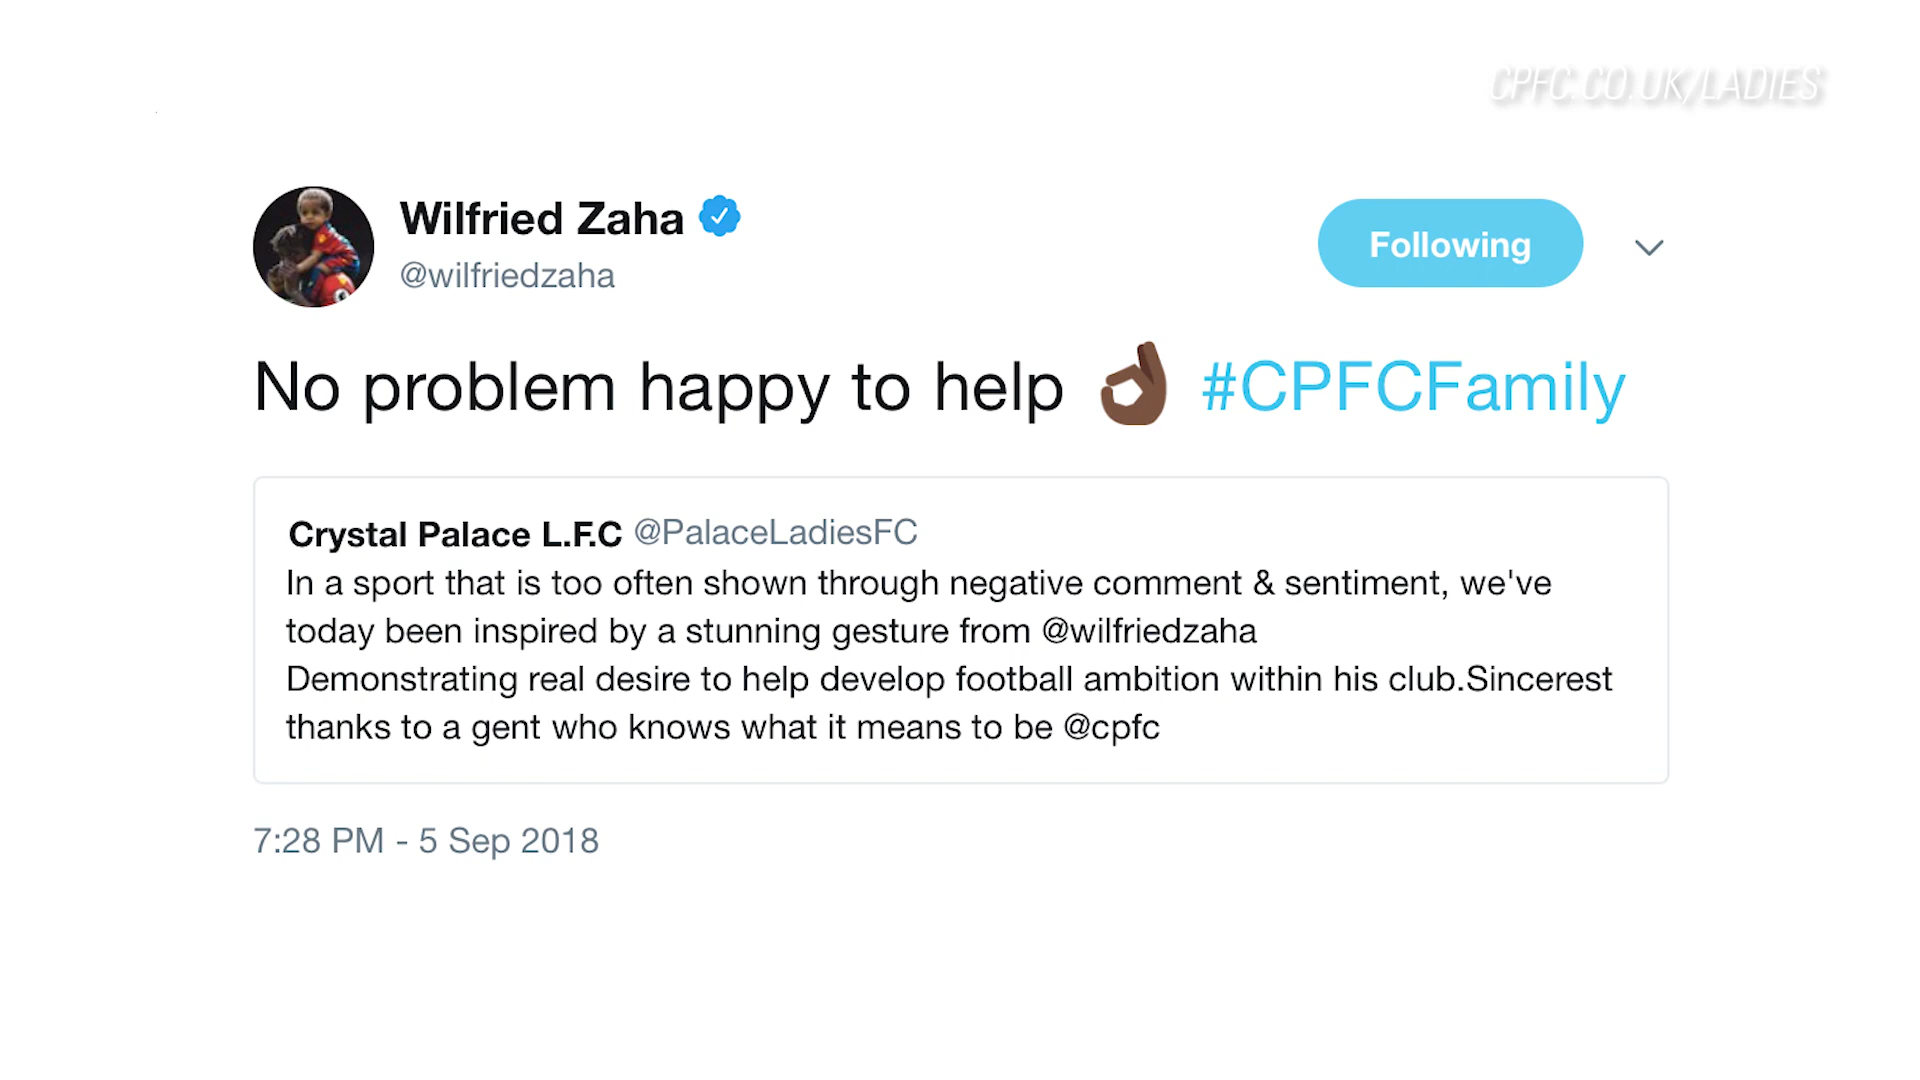 CPFC.CO.UK/LADIES
Wilfried Zaha
@wilfriedzaha
Following
No problem happy to help 👌🏿 #CPFCFamily
Crystal Palace L.F.C @PalaceLadiesFC
In a sport that is too often shown through negative comment & sentiment, we've
today been inspired by a stunning gesture from @wilfriedzaha
Demonstrating real desire to help develop football ambition within his club.Sincerest
thanks to a gent who knows what it means to be @cpfc
7:28 PM - 5 Sep 2018